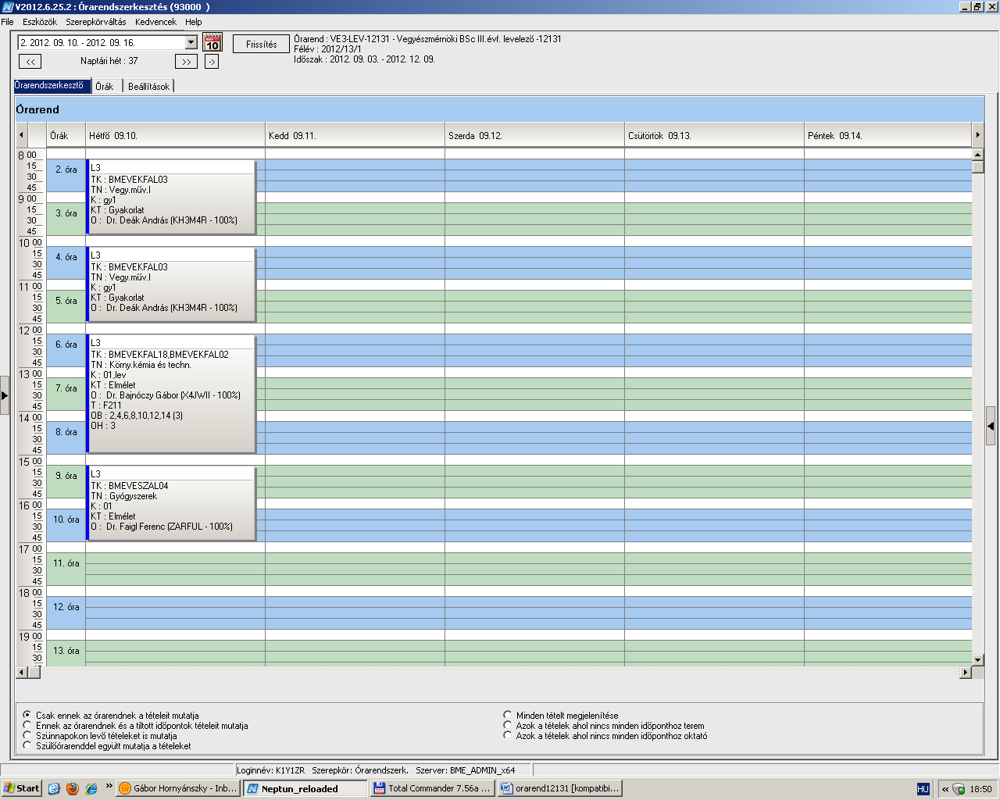 V2012.6.25.2 : Órarendszerkesztés (93000 )
File Eszközök Szerepkörváltás Kedvencek Help
2. 2012. 09. 10. - 2012. 09. 16.
10
Frissítés
Órarend : VE3-LEV-12131 - Vegyészmérnöki BSc III.évf. levelező -12131
Félév : 2012/13/1
Időszak : 2012. 09. 03. - 2012. 12. 09.
<< Naptári hét : 37 >> ->
Órarendszerkesztő Órák Beállítások
Órarend
Órák Hétfő 09.10. Kedd 09.11. Szerda 09.12. Csütörtök 09.13. Péntek 09.14.
8 00
15
30
45
2. óra
9 00
15
30
45
3. óra
L3
TK : BMEVEKFAL03
TN : Vegy.műv.I
K : gy1
KT : Gyakorlat
O : Dr. Deák András (KH3M4R - 100%)
10 00
15
30
45
4. óra
11 00
15
30
45
5. óra
L3
TK : BMEVEKFAL03
TN : Vegy.műv.I
K : gy1
KT : Gyakorlat
O : Dr. Deák András (KH3M4R - 100%)
12 00
15
30
45
6. óra
13 00
15
30
45
7. óra
14 00
15
30
45
8. óra
L3
TK : BMEVEKFAL18,BMEVEKFAL02
TN : Körny.kémia és techn.
K : 01,lev
KT : Elmélet
O : Dr. Bajnóczy Gábor (X4JWII - 100%)
T : F211
OB : 2,4,6,8,10,12,14 (3)
OH : 3
15 00
15
30
45
9. óra
16 00
15
30
45
10. óra
L3
TK : BMEVESZAL04
TN : Gyógyszerek
K : 01
KT : Elmélet
O : Dr. Faigl Ferenc (ZARFUL - 100%)
17 00
15
30
45
11. óra
18 00
15
30
45
12. óra
19 00
15
30
13. óra
Csak ennek az órarendnek a tételeit mutatja
Ennek az órarendnek és a tiltott időpontok tételeit mutatja
Szünnapokon levő tételeket is mutatja
Szülőórarenddel együtt mutatja a tételeket
Minden tételt megjelenítése
Azok a tételek ahol nincs minden időponthoz terem
Azok a tételek ahol nincs minden időponthoz oktató
Loginnév: K1Y1ZR Szerepkör: Órarendszerk. Szerver: BME_ADMIN_x64
Start » Gábor Hornyánszky - Inb... Neptun_reloaded Total Commander 7.56a ... orarend12131 [kompatibi... HU « 18:50